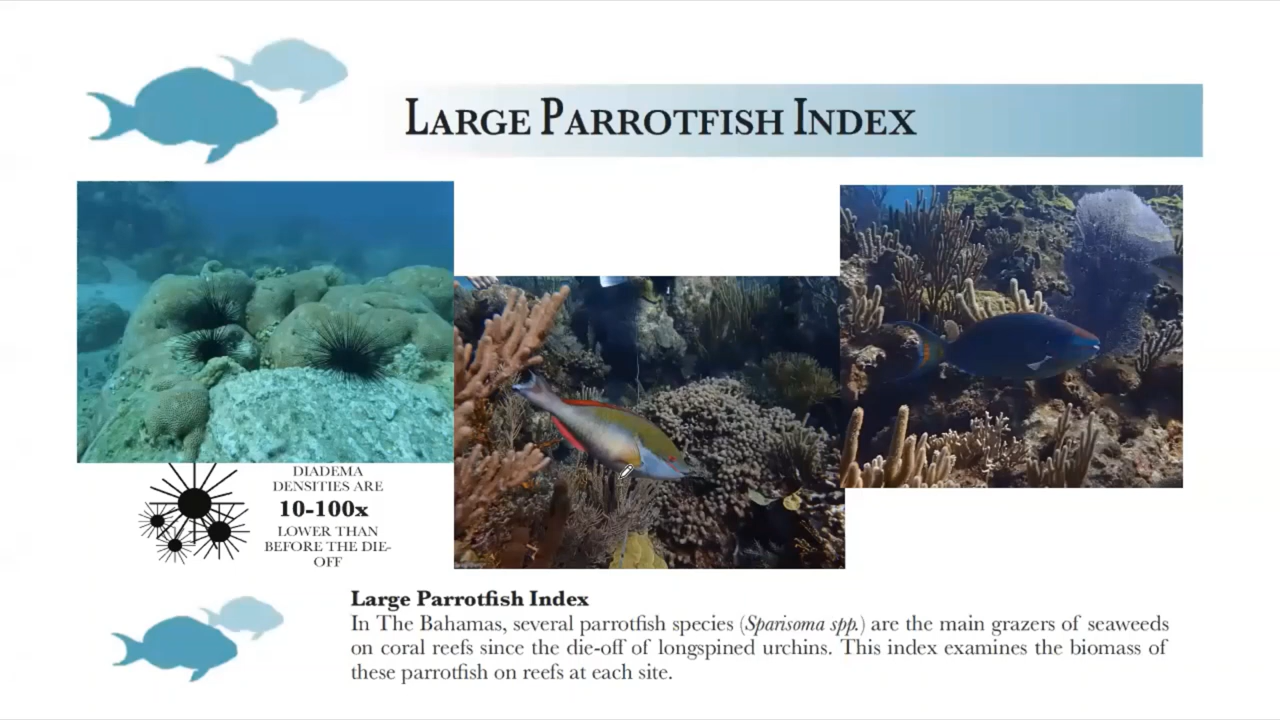 LARGE PARROTFISH INDEX
DIADEMA
DENSITIES ARE
10-100x
LOWER THAN
BEFORE THE DIE-
OFF
Large Parrotfish Index
In The Bahamas, several parrotfish species (Sparisoma spp.) are the main grazers of seaweeds
on coral reefs since the die-off of longspined urchins. This index examines the biomass of
these parrotfish on reefs at each site.